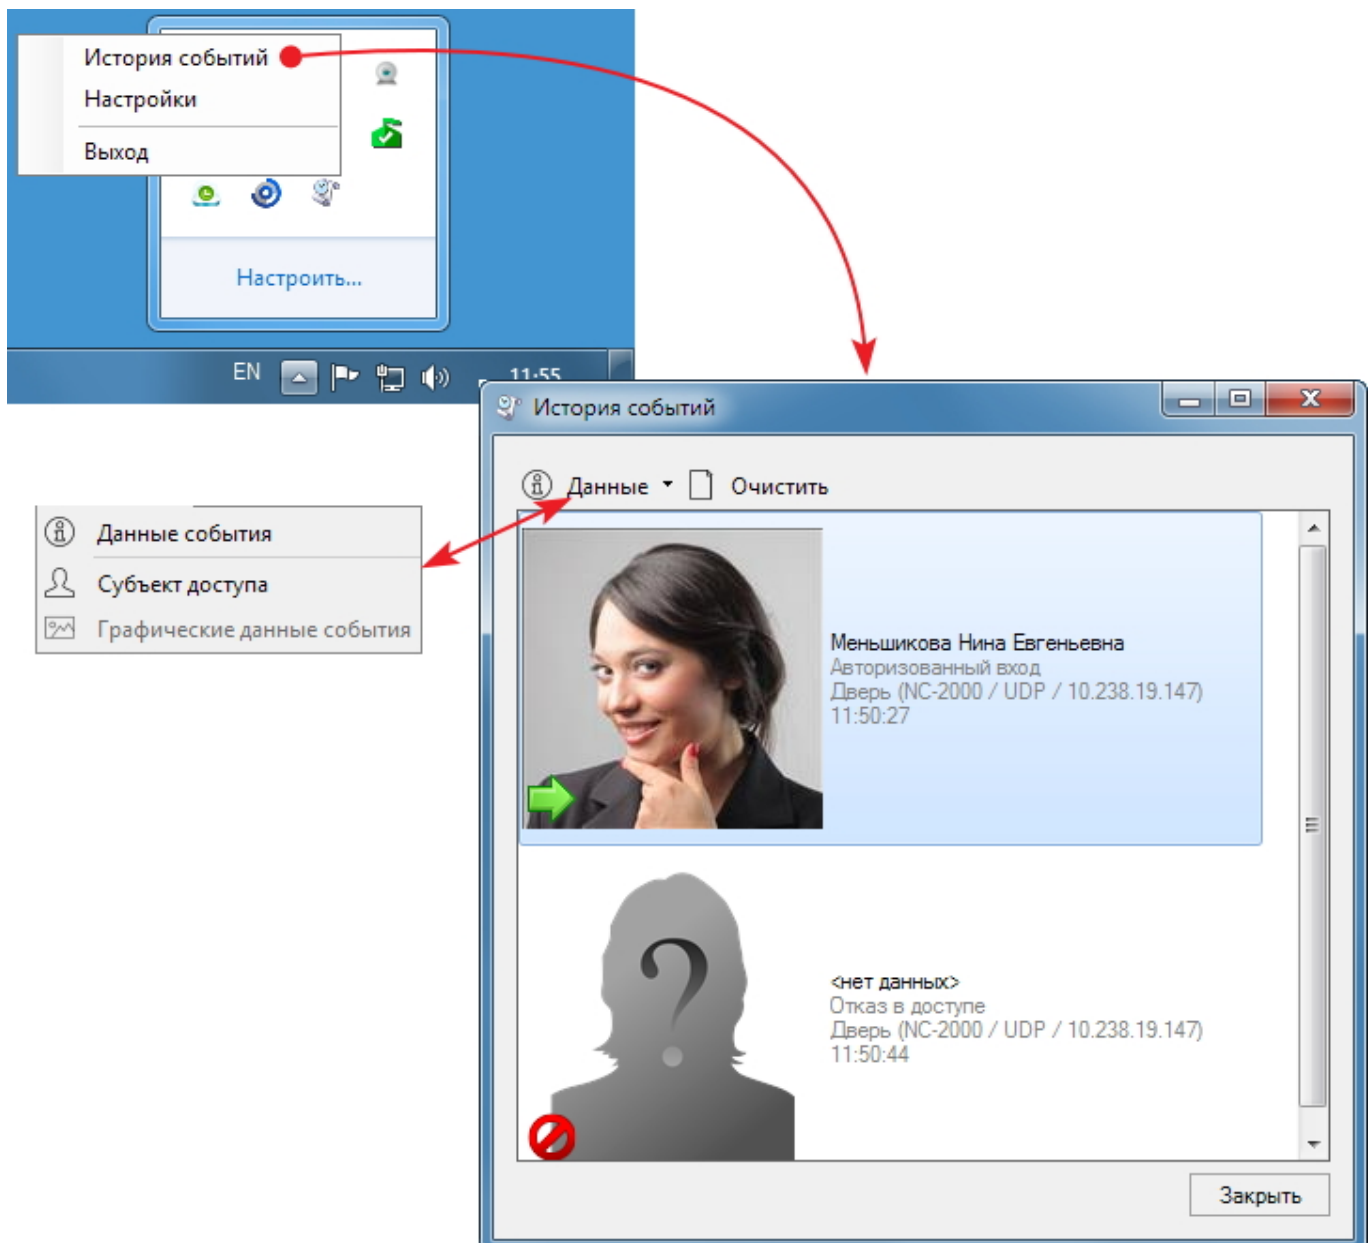 История событий
Настройки
Выход
Настроить...
EN
11:55
История событий
Данные
Очистить
Данные события
Субъект доступа
Графические данные события
Меньшикова Нина Евгеньевна
Авторизованный вход
Дверь (NC-2000 / UDP / 10.238.19.147)
11:50:27
?
<нет данных>
Отказ в доступе
Дверь (NC-2000 / UDP / 10.238.19.147)
11:50:44
Закрыть